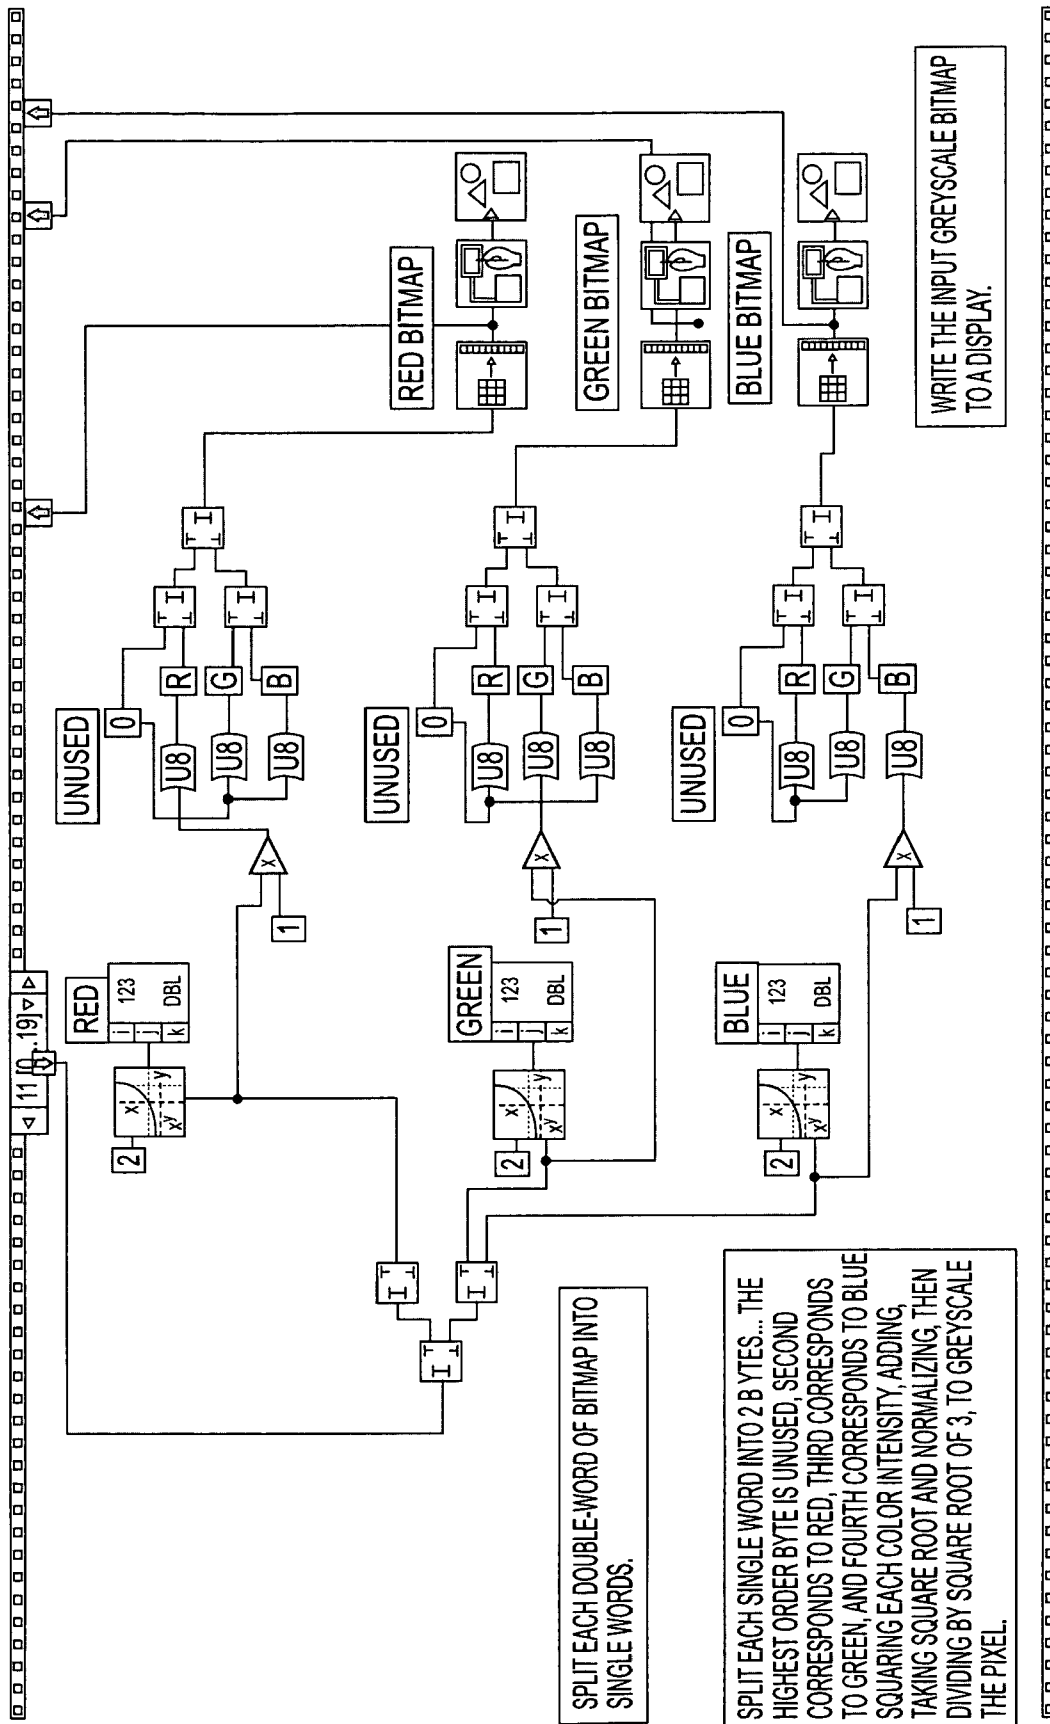 11 [0..19]
RED
i
j
k
123
DBL
2
x
y
xy
x
1
UNUSED
0
U8
U8
U8
R
G
B
RED BITMAP
GREEN
i
j
k
123
DBL
2
x
y
xy
x
1
UNUSED
0
U8
U8
U8
R
G
B
GREEN BITMAP
BLUE
i
j
k
123
DBL
2
x
y
xy
x
1
UNUSED
0
U8
U8
U8
R
G
B
BLUE BITMAP
SPLIT EACH DOUBLE-WORD OF BITMAP INTO
SINGLE WORDS.
SPLIT EACH SINGLE WORD INTO 2 B YTES... THE
HIGHEST ORDER BYTE IS UNUSED, SECOND
CORRESPONDS TO RED, THIRD CORRESPONDS
TO GREEN, AND FOURTH CORRESPONDS TO BLUE
SQUARING EACH COLOR INTENSITY, ADDING,
TAKING SQUARE ROOT AND NORMALIZING, THEN
DIVIDING BY SQUARE ROOT OF 3, TO GREYSCALE
THE PIXEL.
WRITE THE INPUT GREYSCALE BITMAP
TO A DISPLAY.